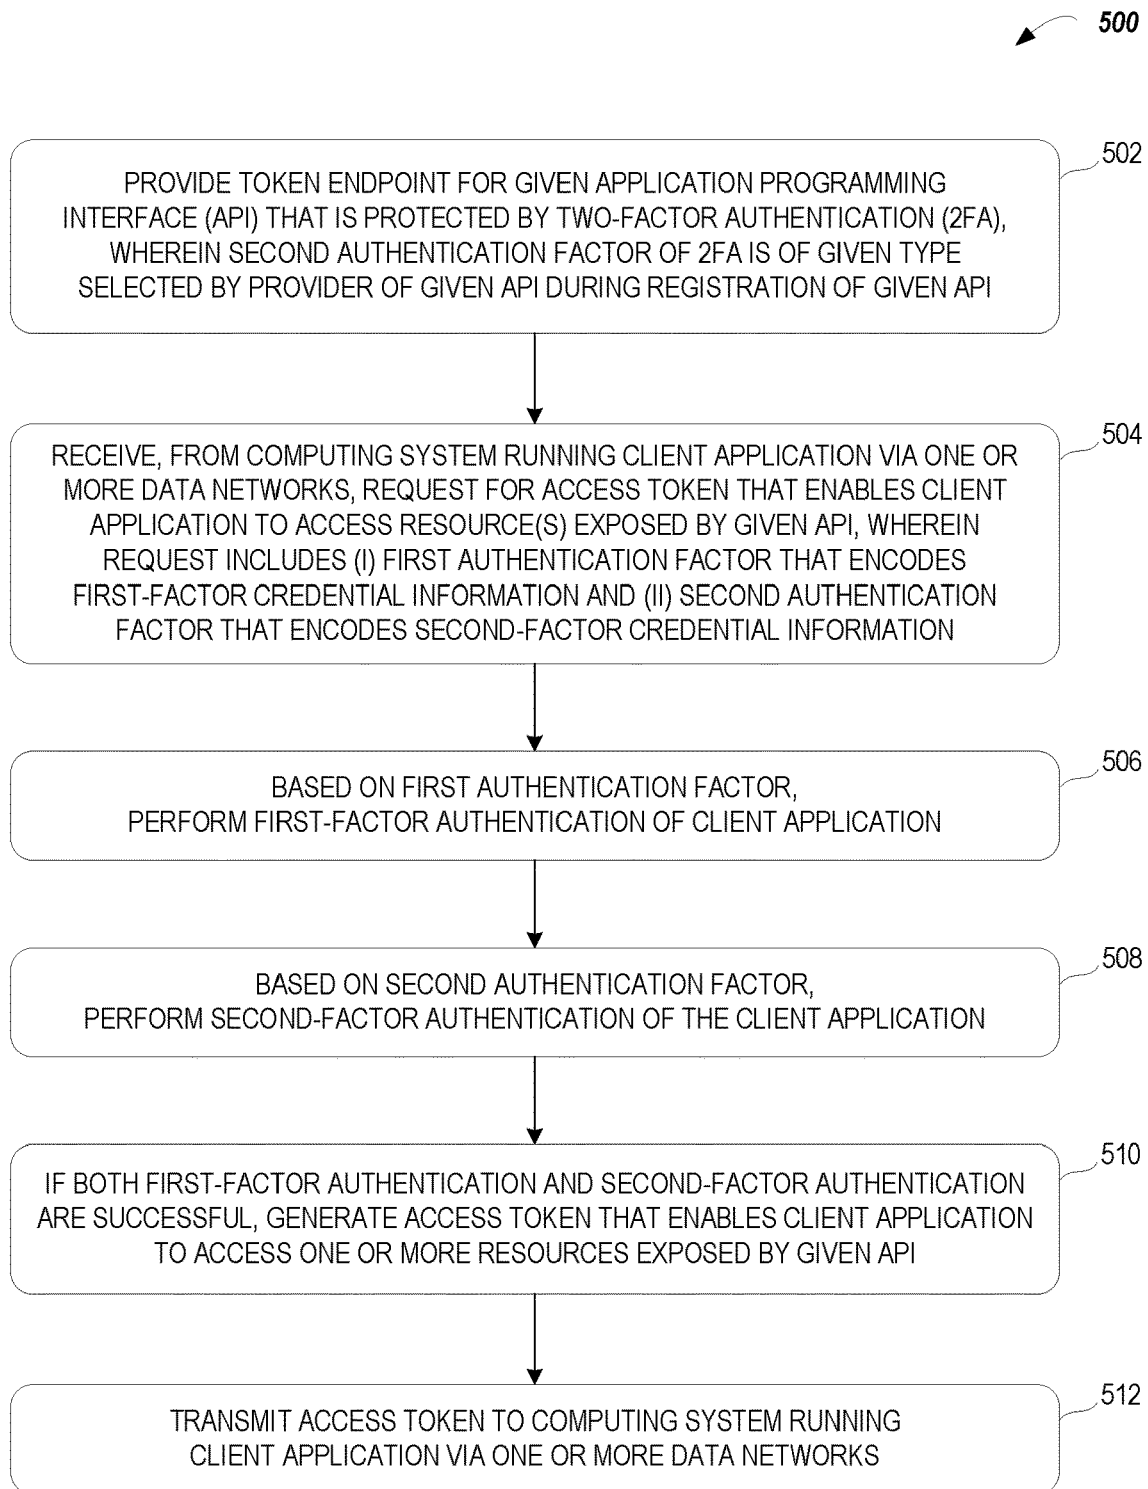 500
502
PROVIDE TOKEN ENDPOINT FOR GIVEN APPLICATION PROGRAMMING
INTERFACE (API) THAT IS PROTECTED BY TWO-FACTOR AUTHENTICATION (2FA),
WHEREIN SECOND AUTHENTICATION FACTOR OF 2FA IS OF GIVEN TYPE
SELECTED BY PROVIDER OF GIVEN API DURING REGISTRATION OF GIVEN API
504
RECEIVE, FROM COMPUTING SYSTEM RUNNING CLIENT APPLICATION VIA ONE OR
MORE DATA NETWORKS, REQUEST FOR ACCESS TOKEN THAT ENABLES CLIENT
APPLICATION TO ACCESS RESOURCE(S) EXPOSED BY GIVEN API, WHEREIN
REQUEST INCLUDES (I) FIRST AUTHENTICATION FACTOR THAT ENCODES
FIRST-FACTOR CREDENTIAL INFORMATION AND (II) SECOND AUTHENTICATION
FACTOR THAT ENCODES SECOND-FACTOR CREDENTIAL INFORMATION
506
BASED ON FIRST AUTHENTICATION FACTOR,
PERFORM FIRST-FACTOR AUTHENTICATION OF CLIENT APPLICATION
508
BASED ON SECOND AUTHENTICATION FACTOR,
PERFORM SECOND-FACTOR AUTHENTICATION OF THE CLIENT APPLICATION
510
IF BOTH FIRST-FACTOR AUTHENTICATION AND SECOND-FACTOR AUTHENTICATION
ARE SUCCESSFUL, GENERATE ACCESS TOKEN THAT ENABLES CLIENT APPLICATION
TO ACCESS ONE OR MORE RESOURCES EXPOSED BY GIVEN API
512
TRANSMIT ACCESS TOKEN TO COMPUTING SYSTEM RUNNING
CLIENT APPLICATION VIA ONE OR MORE DATA NETWORKS